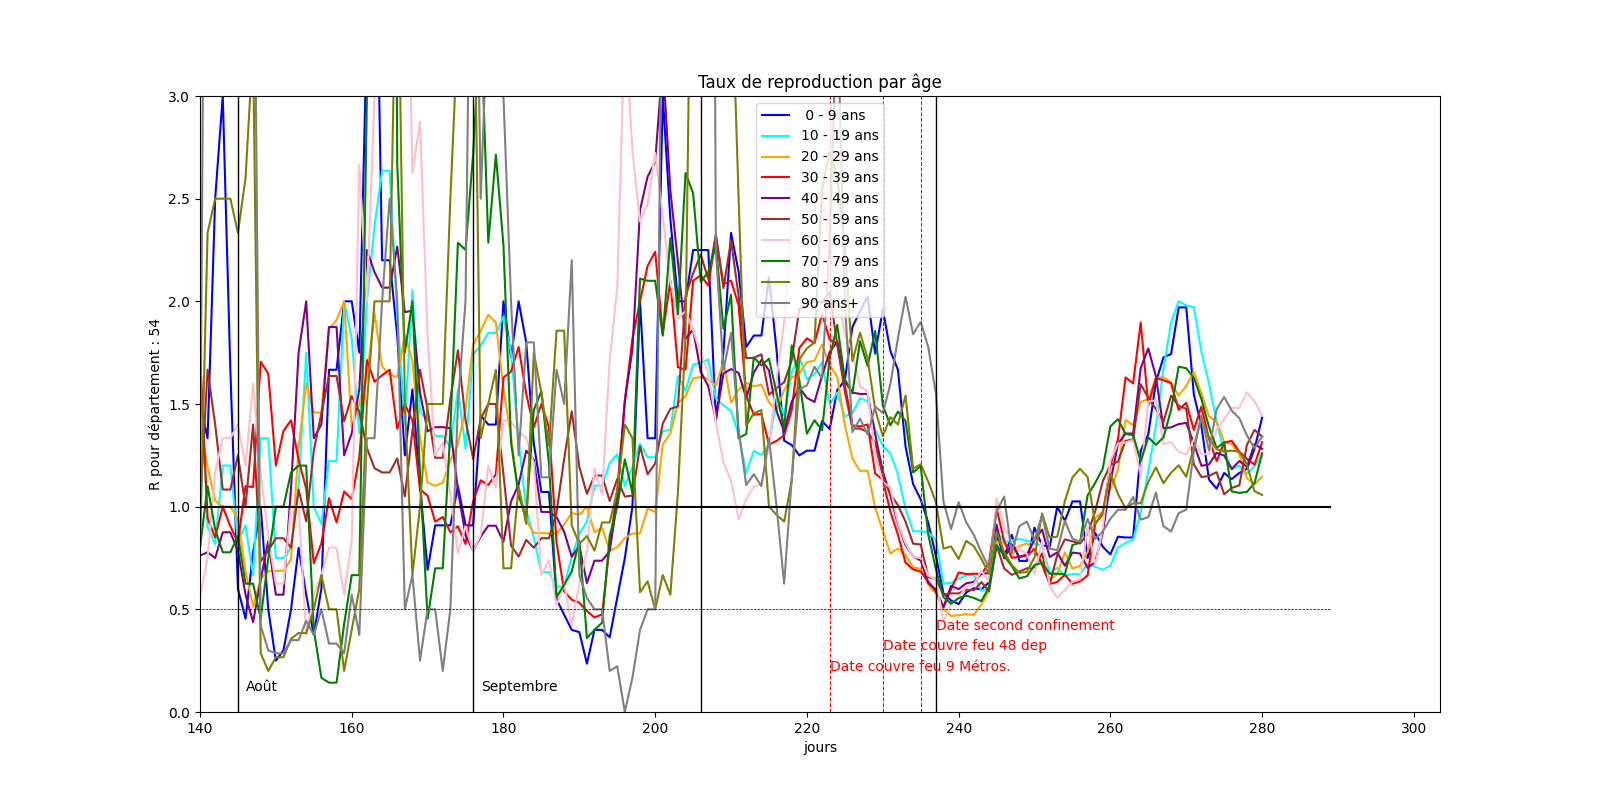 Taux de reproduction par âge
R pour département : 54
3.0
2.5
2.0
1.5
1.0
0.5
0.0
0 - 9 ans
10 - 19 ans
20 - 29 ans
30 - 39 ans
40 - 49 ans
50 - 59 ans
60 - 69 ans
70 - 79 ans
80 - 89 ans
90 ans+
Date second confinement
Date couvre feu 48 dep
Date couvre feu 9 Métros.
Août
Septembre
140 160 180 200 220 240 260 280 300
jours